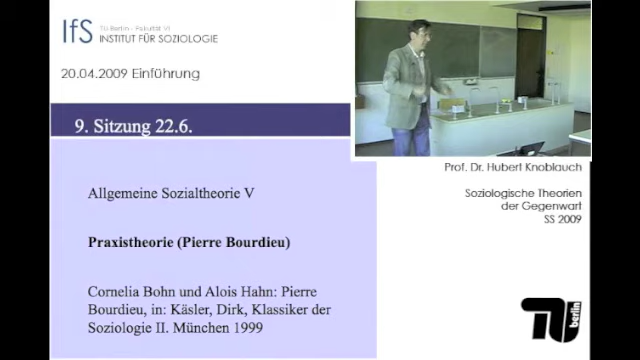 IfS
TU Berlin - Fakultät VI
INSTITUT FÜR SOZIOLOGIE
20.04.2009 Einführung
9. Sitzung 22.6.
Allgemeine Sozialtheorie V
Praxistheorie (Pierre Bourdieu)
Cornelia Bohn und Alois Hahn: Pierre
Bourdieu, in: Käsler, Dirk, Klassiker der
Soziologie II. München 1999
Prof. Dr. Hubert Knoblauch
Soziologische Theorien
der Gegenwart
SS 2009
TU
berlin